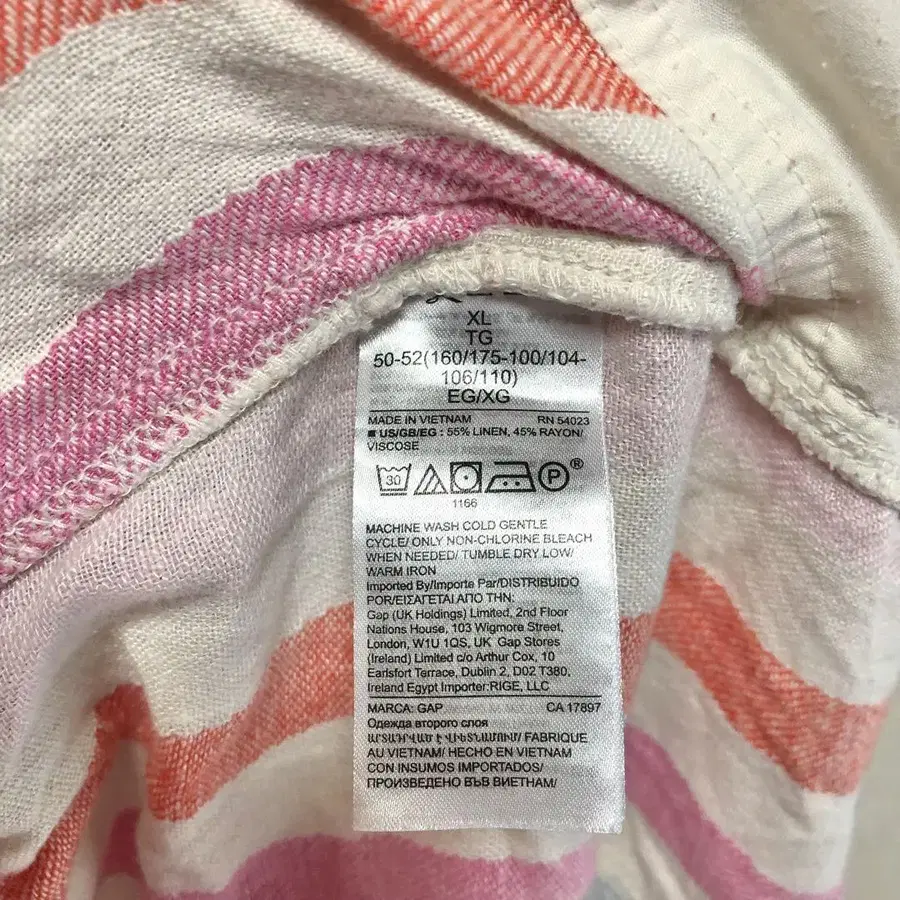 XL
TG
50-52(160/175-100/104-
106/110)
EG/XG
MADE IN VIETNAM RN 54023
■ US/GB/EG : 55% LINEN, 45% RAYON/
VISCOSE
30 P ®
1166
MACHINE WASH COLD GENTLE
CYCLE/ ONLY NON-CHLORINE BLEACH
WHEN NEEDED/ TUMBLE DRY LOW/
WARM IRON
Imported By/Importe Par/DISTRIBUIDO
POR/ΕΙΣΑΓΕΤΑΙ ΑΠΟ ΤΗΝ:
Gap (UK Holdings) Limited, 2nd Floor
Nations House, 103 Wigmore Street,
London, W1U 1QS, UK Gap Stores
(Ireland) Limited c/o Arthur Cox, 10
Earlsfort Terrace, Dublin 2, D02 T380,
Ireland Egypt Importer:RIGE, LLC
MARCA: GAP CA 17897
Одежда второго слоя
ԱՐՏԱԴՐՎԱԾ Է ՎԻԵՏՆԱՄՈՒՄ/ FABRIQUE
AU VIETNAM/ HECHO EN VIETNAM
CON INSUMOS IMPORTADOS/
ПРОИЗВЕДЕНО ВЪВ ВИЕТНАМ/